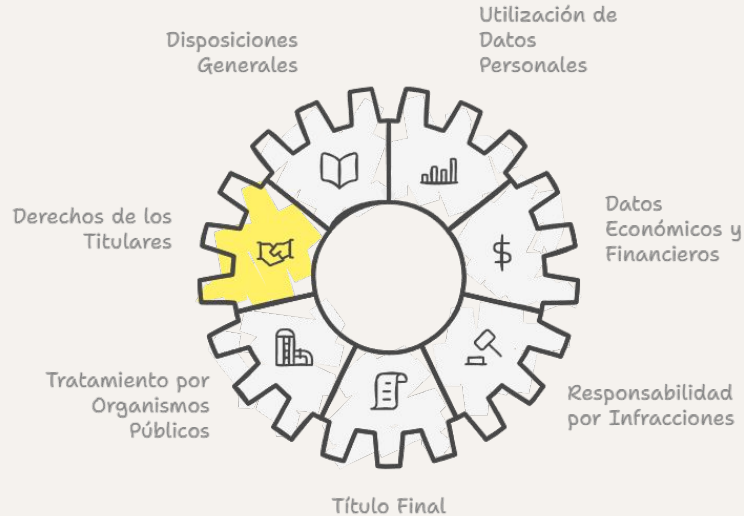 Utilización de
Datos
Personales
Disposiciones
Generales
Derechos de los
Titulares
Datos
Económicos y
Financieros
Tratamiento por
Organismos
Públicos
Responsabilidad
por Infracciones
Título Final
$